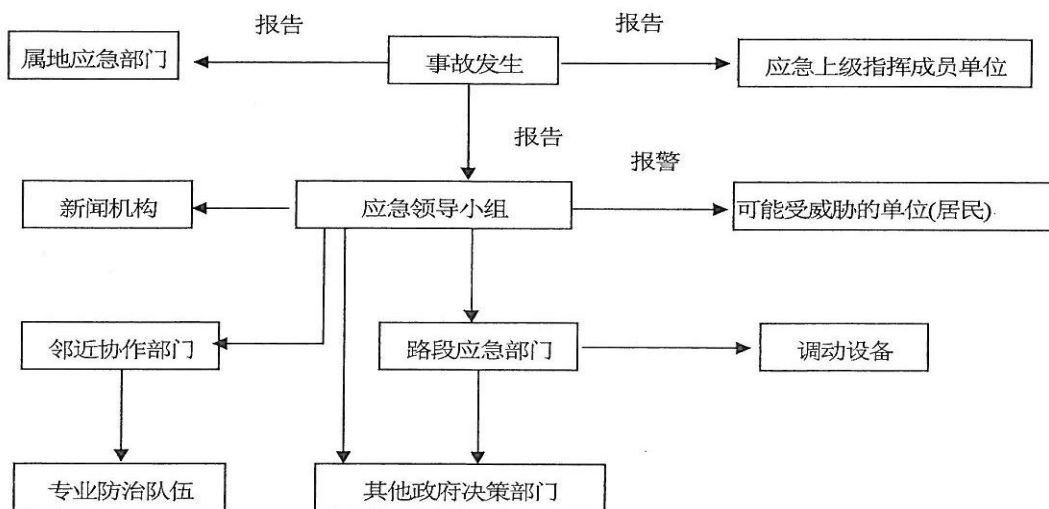 报告
报告
属地应急部门
事故发生
应急上级指挥成员单位
报告
报警
新闻机构
应急领导小组
可能受威胁的单位(居民)
邻近协作部门
路段应急部门
调动设备
专业防治队伍
其他政府决策部门